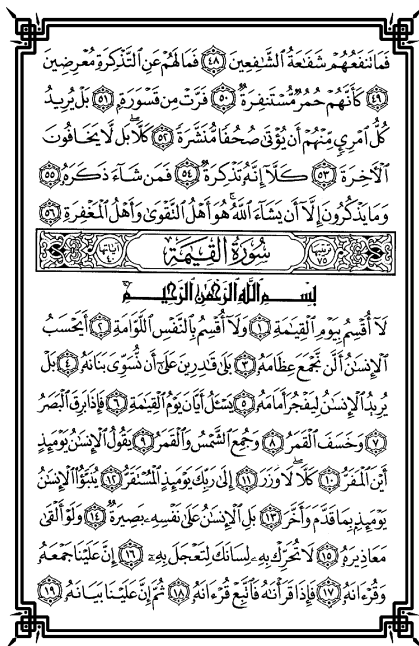 فَمَا تَنفَعُهُمْ شَفَٰعَةُ ٱلشَّٰفِعِينَ ٤٨ فَمَا لَهُمْ عَنِ ٱلتَّذْكِرَةِ مُعْرِضِينَ
٤٩ كَأَنَّهُمْ حُمُرٌ مُّسْتَنفِرَةٌ ٥٠ فَرَّتْ مِن قَسْوَرَةٍ ٥١ بَلْ يُرِيدُ
كُلُّ ٱمْرِئٍ مِّنْهُمْ أَن يُؤْتَىٰ صُحُفًا مُّنَشَّرَةً ٥٢ كَلَّا ۖ بَل لَّا يَخَافُونَ
ٱلْأَخِرَةَ ٥٣ كَلَّآ إِنَّهُۥ تَذْكِرَةٌ ٥٤ فَمَن شَآءَ ذَكَرَهُۥ ٥٥
وَمَا يَذْكُرُونَ إِلَّآ أَن يَشَآءَ ٱللَّهُ ۚ هُوَ أَهْلُ ٱلتَّقْوَىٰ وَأَهْلُ ٱلْمَغْفِرَةِ ٥٦
ترتيبها ٧٥ سُورَةُ ٱلْقِيَٰمَةِ آياتها ٤٠
بِسْمِ ٱللَّهِ ٱلرَّحْمَٰنِ ٱلرَّحِيمِ
لَآ أُقْسِمُ بِيَوْمِ ٱلْقِيَٰمَةِ ١ وَلَآ أُقْسِمُ بِٱلنَّفْسِ ٱللَّوَّامَةِ ٢ أَيَحْسَبُ
ٱلْإِنسَٰنُ أَلَّن نَّجْمَعَ عِظَامَهُۥ ٣ بَلَىٰ قَٰدِرِينَ عَلَىٰٓ أَن نُّسَوِّىَ بَنَانَهُۥ ٤ بَلْ
يُرِيدُ ٱلْإِنسَٰنُ لِيَفْجُرَ أَمَامَهُۥ ٥ يَسْـَٔلُ أَيَّانَ يَوْمُ ٱلْقِيَٰمَةِ ٦ فَإِذَا بَرِقَ ٱلْبَصَرُ
٧ وَخَسَفَ ٱلْقَمَرُ ٨ وَجُمِعَ ٱلشَّمْسُ وَٱلْقَمَرُ ٩ يَقُولُ ٱلْإِنسَٰنُ يَوْمَئِذٍ
أَيْنَ ٱلْمَفَرُّ ١٠ كَلَّا لَا وَزَرَ ١١ إِلَىٰ رَبِّكَ يَوْمَئِذٍ ٱلْمُسْتَقَرُّ ١٢ يُنَبَّؤُا۟ ٱلْإِنسَٰنُ
يَوْمَئِذٍۭ بِمَا قَدَّمَ وَأَخَّرَ ١٣ بَلِ ٱلْإِنسَٰنُ عَلَىٰ نَفْسِهِۦ بَصِيرَةٌ ١٤ وَلَوْ أَلْقَىٰ
مَعَاذِيرَهُۥ ١٥ لَا تُحَرِّكْ بِهِۦ لِسَانَكَ لِتَعْجَلَ بِهِۦٓ ١٦ إِنَّ عَلَيْنَا جَمْعَهُۥ
وَقُرْءَانَهُۥ ١٧ فَإِذَا قَرَأْنَٰهُ فَٱتَّبِعْ قُرْءَانَهُۥ ١٨ ثُمَّ إِنَّ عَلَيْنَا بَيَانَهُۥ ١٩